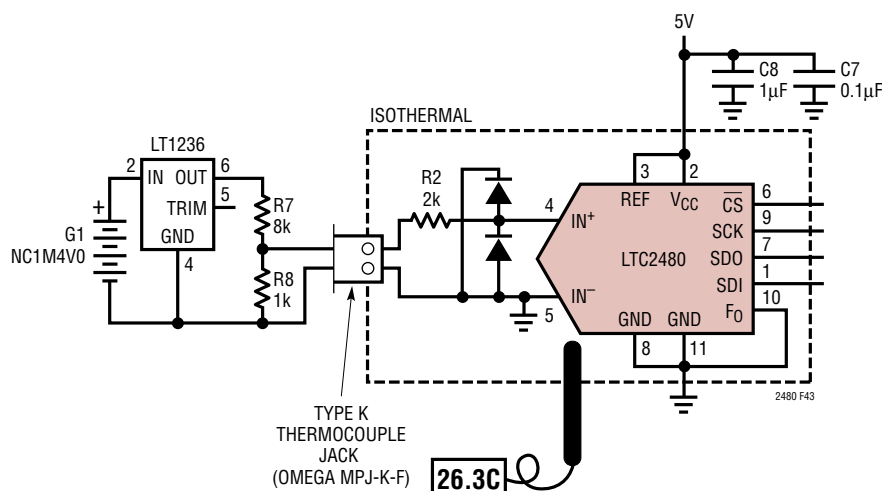 5V
C8
1µF
C7
0.1µF
ISOTHERMAL
LT1236
2
IN
OUT
6
TRIM
5
GND
4
+
G1
NC1M4V0
R7
8k
R8
1k
R2
2k
4
IN+
5
IN−
3
REF
2
VCC
LTC2480
CS
6
SCK
9
SDO
7
SDI
1
FO
10
GND
8
GND
11
2480 F43
TYPE K
THERMOCOUPLE
JACK
(OMEGA MPJ-K-F)
26.3C